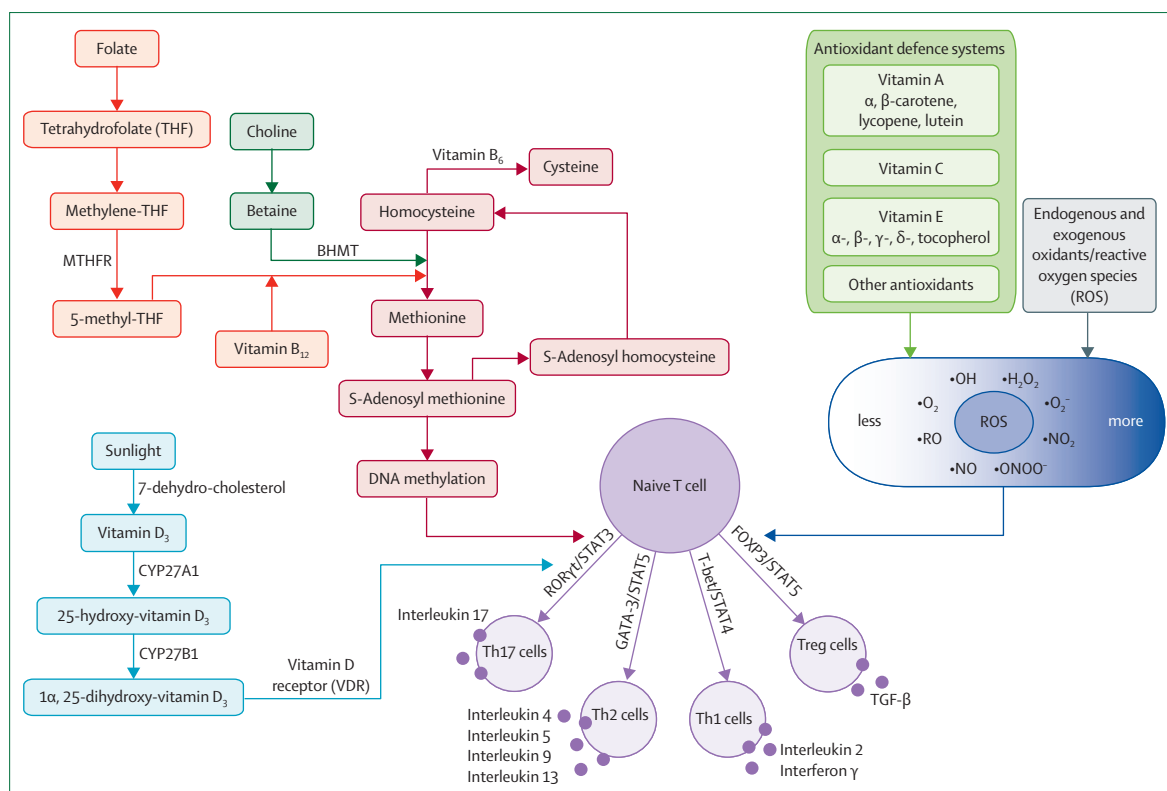 Folate
Tetrahydrofolate (THF)
Methylene-THF
MTHFR
5-methyl-THF
Vitamin B₁₂
Choline
Betaine
BHMT
Vitamin B₆
Cysteine
Homocysteine
Methionine
S-Adenosyl homocysteine
S-Adenosyl methionine
DNA methylation
Antioxidant defence systems
Vitamin A
α, β-carotene,
lycopene, lutein
Vitamin C
Vitamin E
α-, β-, γ-, δ-, tocopherol
Other antioxidants
Endogenous and
exogenous
oxidants/reactive
oxygen species
(ROS)
less
•OH
•H₂O₂
•O₂
•O₂⁻
ROS
•RO
•NO₂
•NO
•ONOO⁻
more
Sunlight
7-dehydro-cholesterol
Vitamin D₃
CYP27A1
25-hydroxy-vitamin D₃
CYP27B1
1α, 25-dihydroxy-vitamin D₃
Vitamin D
receptor (VDR)
Naive T cell
RORγt/STAT3
GATA-3/STAT5
T-bet/STAT4
FOXP3/STAT5
Interleukin 17
Th17 cells
Treg cells
TGF-β
Interleukin 4
Interleukin 5
Interleukin 9
Interleukin 13
Th2 cells
Th1 cells
Interleukin 2
Interferon γ